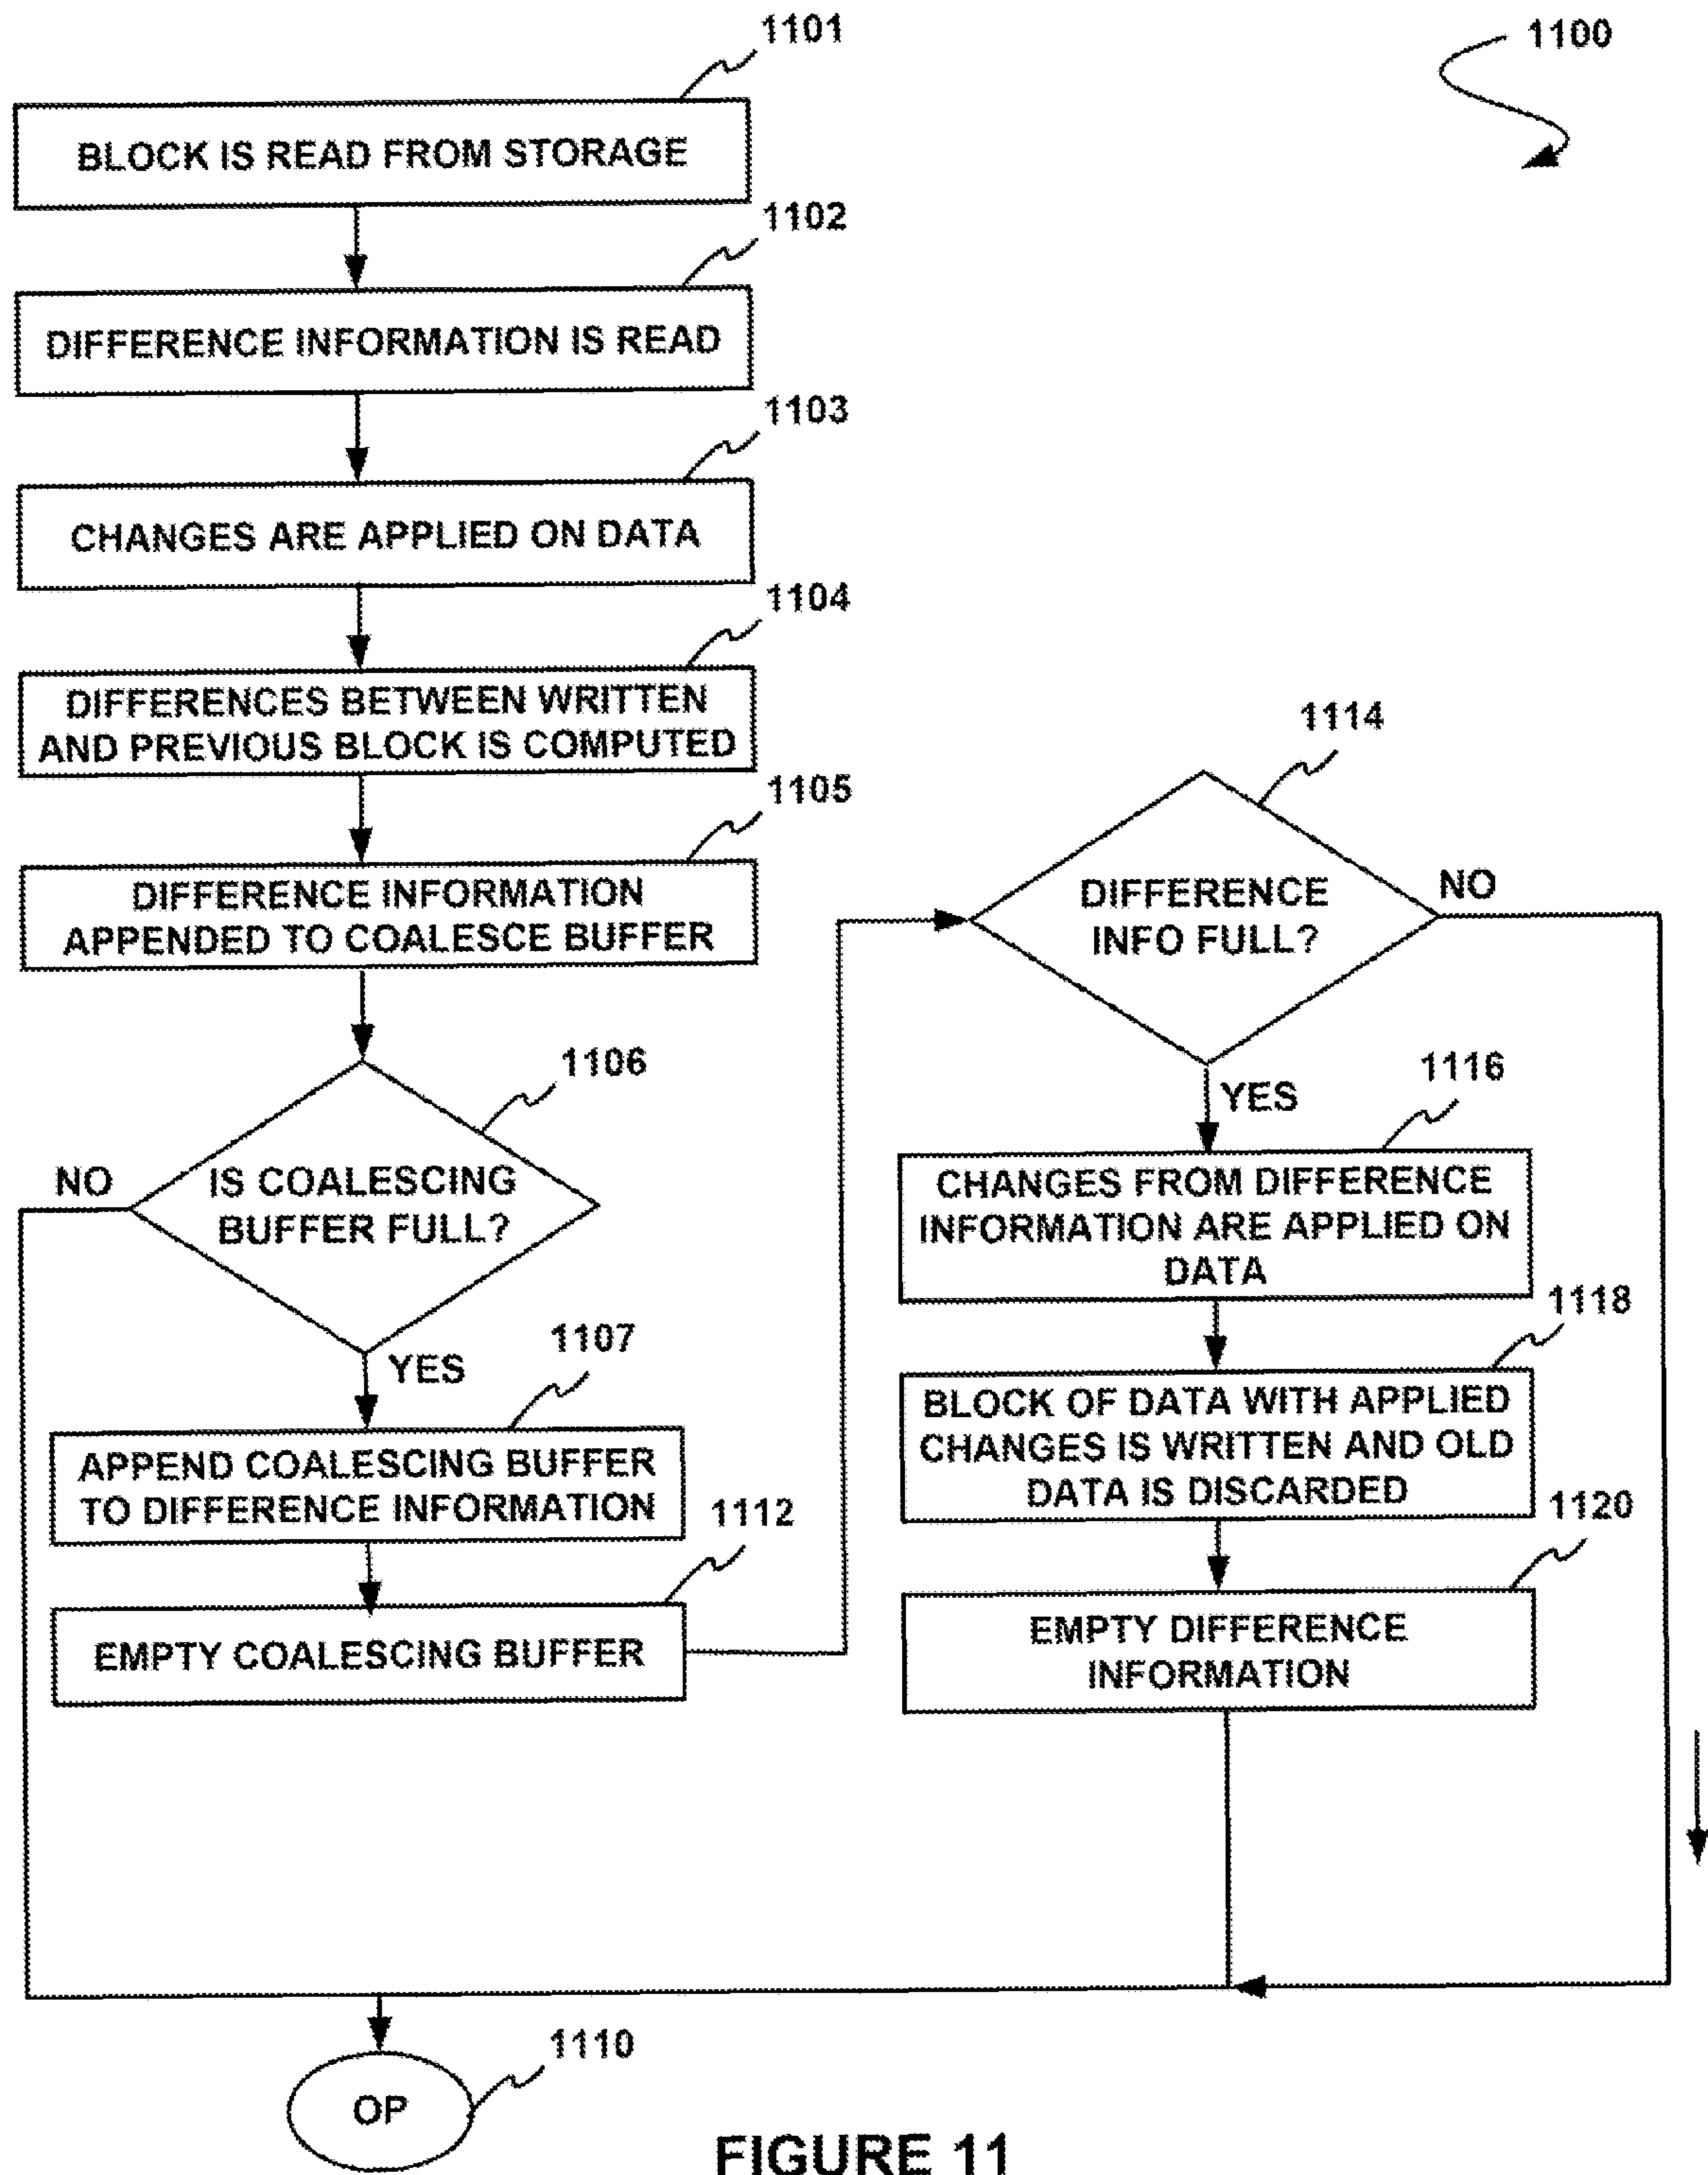 1101
1100
BLOCK IS READ FROM STORAGE
1102
DIFFERENCE INFORMATION IS READ
1103
CHANGES ARE APPLIED ON DATA
1104
DIFFERENCES BETWEEN WRITTEN
AND PREVIOUS BLOCK IS COMPUTED
1105
DIFFERENCE INFORMATION
APPENDED TO COALESCE BUFFER
1106
IS COALESCING
BUFFER FULL?
NO
YES
1107
APPEND COALESCING BUFFER
TO DIFFERENCE INFORMATION
1112
EMPTY COALESCING BUFFER
1114
DIFFERENCE
INFO FULL?
NO
YES
1116
CHANGES FROM DIFFERENCE
INFORMATION ARE APPLIED ON
DATA
1118
BLOCK OF DATA WITH APPLIED
CHANGES IS WRITTEN AND OLD
DATA IS DISCARDED
1120
EMPTY DIFFERENCE
INFORMATION
1110
OP
FIGURE 11